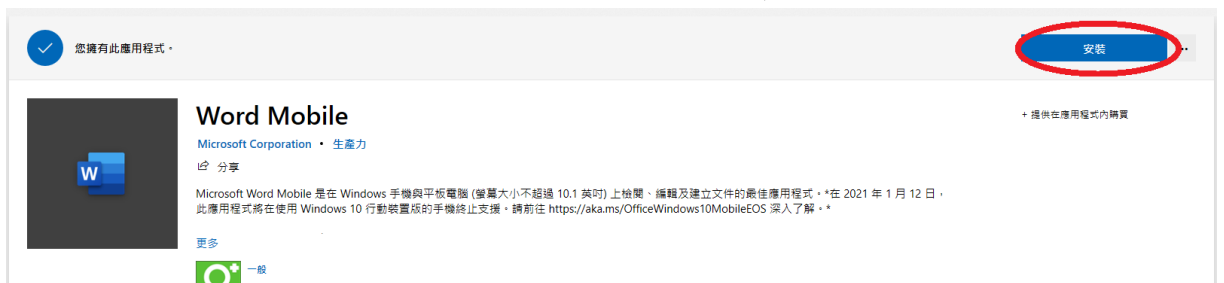 您擁有此應用程式。
安裝
...
Word Mobile
+ 提供在應用程式內購買
Microsoft Corporation • 生產力
分享
W
Microsoft Word Mobile 是在 Windows 手機與平板電腦 (螢幕大小不超過 10.1 英吋) 上檢閱、編輯及建立文件的最佳應用程式。*在 2021 年 1 月 12 日，
此應用程式將在使用 Windows 10 行動裝置版的手機終止支援。請前往 https://aka.ms/OfficeWindows10MobileEOS 深入了解。*
更多
一般